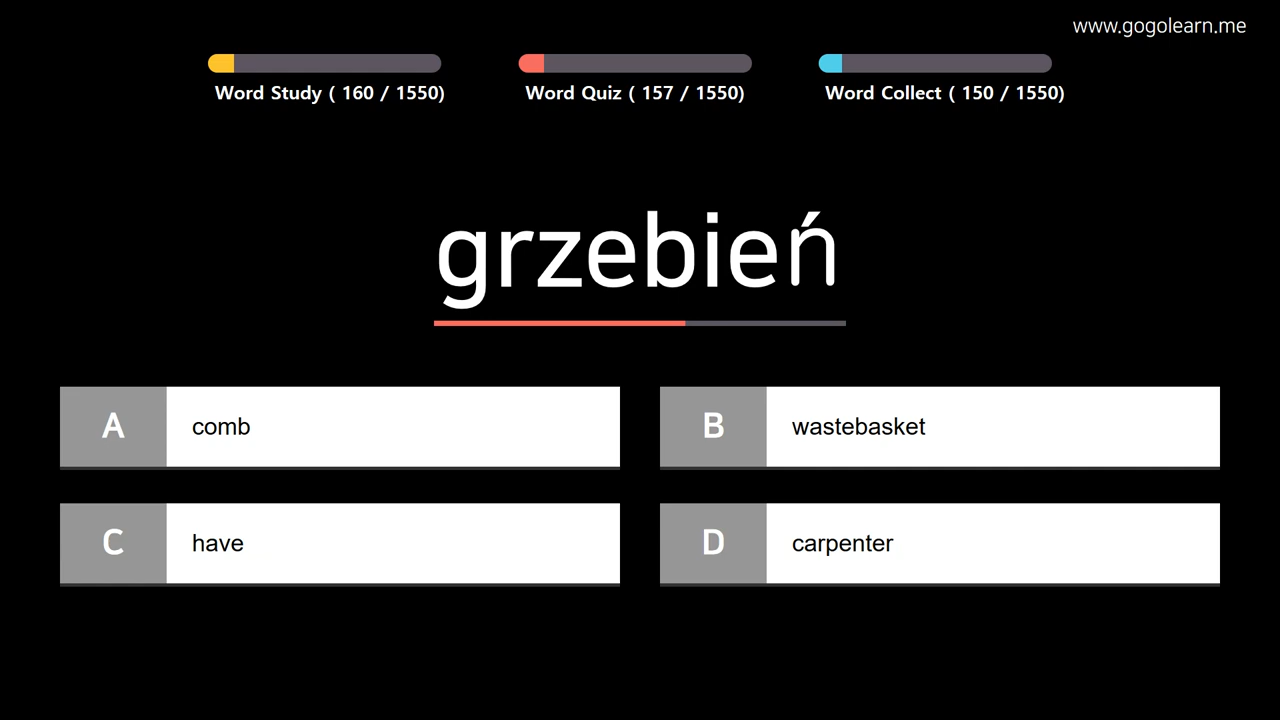 www.gogolearn.me
Word Study ( 160 / 1550)
Word Quiz ( 157 / 1550)
Word Collect ( 150 / 1550)
grzebień
A comb
B wastebasket
C have
D carpenter